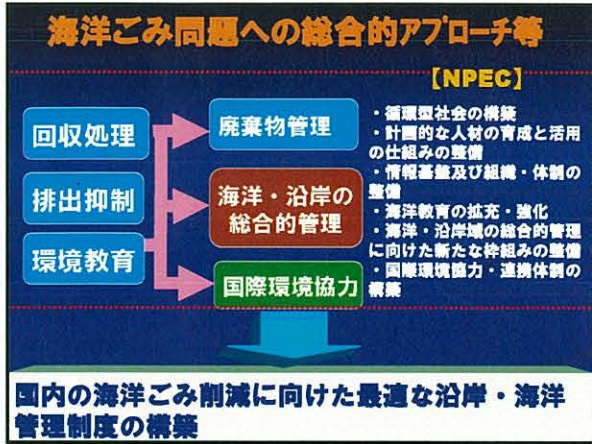 海洋ごみ問題への総合的アプローチ等
【NPEC】
回収処理
排出抑制
環境教育
廃棄物管理
海洋・沿岸の
総合的管理
国際環境協力
・循環型社会の構築
・計画的な人材の育成と活用
の仕組みの整備
・情報基盤及び組織・体制の
整備
・海洋教育の拡充・強化
・海洋・沿岸域の総合的管理
に向けた新たな枠組みの整備
・国際環境協力・連携体制の
構築
国内の海洋ごみ削減に向けた最適な沿岸・海洋
管理制度の構築